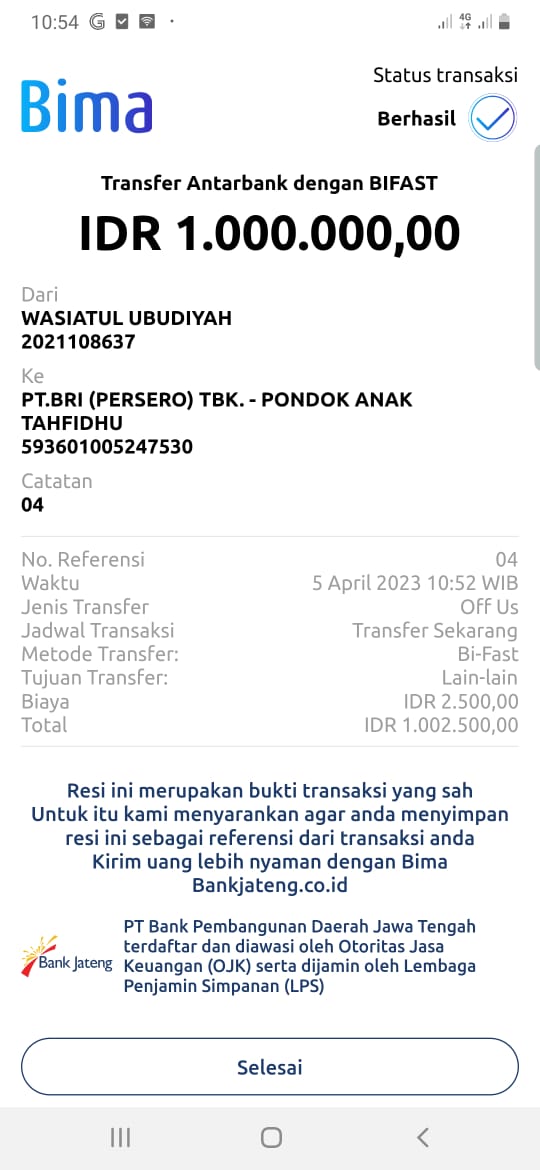 10:54
4G
Status transaksi
Bima
Berhasil
Transfer Antarbank dengan BIFAST
IDR 1.000.000,00
Dari
WASIATUL UBUDIYAH
2021108637
Ke
PT.BRI (PERSERO) TBK. - PONDOK ANAK
TAHFIDHU
593601005247530
Catatan
04
No. Referensi 04
Waktu 5 April 2023 10:52 WIB
Jenis Transfer Off Us
Jadwal Transaksi Transfer Sekarang
Metode Transfer: Bi-Fast
Tujuan Transfer: Lain-lain
Biaya IDR 2.500,00
Total IDR 1.002.500,00
Resi ini merupakan bukti transaksi yang sah
Untuk itu kami menyarankan agar anda menyimpan
resi ini sebagai referensi dari transaksi anda
Kirim uang lebih nyaman dengan Bima
Bankjateng.co.id
Bank Jateng
PT Bank Pembangunan Daerah Jawa Tengah
terdaftar dan diawasi oleh Otoritas Jasa
Keuangan (OJK) serta dijamin oleh Lembaga
Penjamin Simpanan (LPS)
Selesai